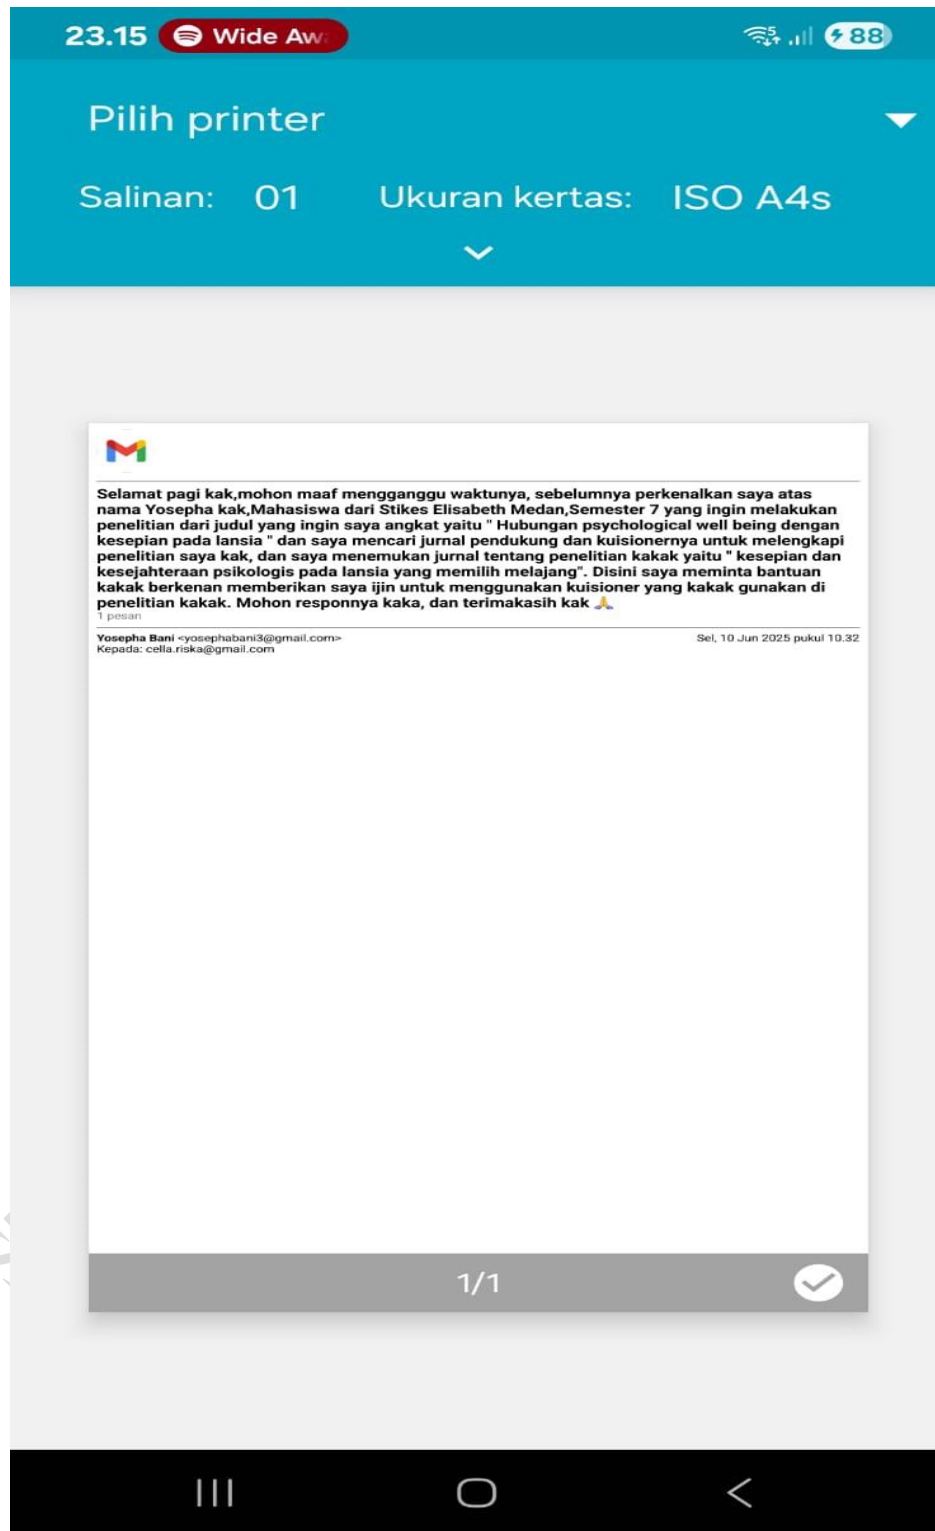 23.15 Wide Aw
5 88
Pilih printer
Salinan: 01 Ukuran kertas: ISO A4s
Selamat pagi kak,mohon maaf mengganggu waktunya, sebelumnya perkenalkan saya atas
nama Yosepha kak,Mahasiswa dari Stikes Elisabeth Medan,Semester 7 yang ingin melakukan
penelitian dari judul yang ingin saya angkat yaitu " Hubungan psychological well being dengan
kesepian pada lansia " dan saya mencari jurnal pendukung dan kuisionernya untuk melengkapi
penelitian saya kak, dan saya menemukan jurnal tentang penelitian kakak yaitu " kesepian dan
kesejahteraan psikologis pada lansia yang memilih melajang". Disini saya meminta bantuan
kakak berkenan memberikan saya ijin untuk menggunakan kuisioner yang kakak gunakan di
penelitian kakak. Mohon responnya kaka, dan terimakasih kak 🙏
1 pesan
Yosepha Bani <yosephabani3@gmail.com> Sel, 10 Jun 2025 pukul 10.32
Kepada: cella.riska@gmail.com
1/1